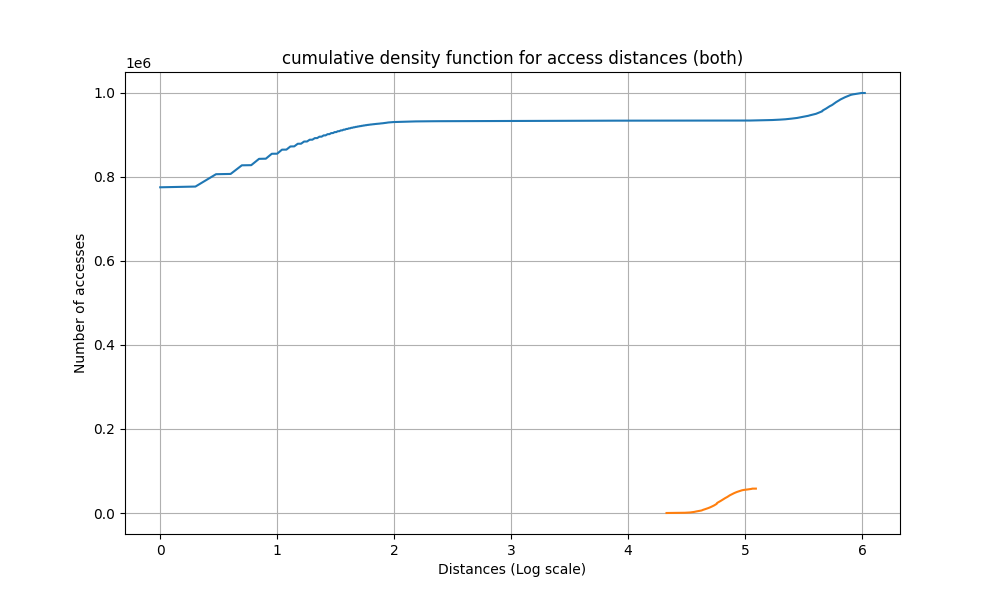 cumulative density function for access distances (both)
1e6
1.0
0.8
0.6
0.4
0.2
0.0
Number of accesses
0 1 2 3 4 5 6
Distances (Log scale)